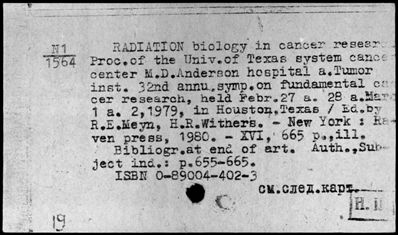 N1
1564
RADIATION biology in cancer resear
Proc.of the Univ.of Texas system cance
center M.D.Anderson hospital a.Tumor
inst. 32nd annu.symp.on fundamental ca
cer research, held Febr.27 a. 28 a.Mar
1 a. 2,1979, in Houston,Texas / Ed.by
R.E.Meyn, H.R.Withers. - New York : Ra-
ven press, 1980. - XVI, 665 p.,ill.
Bibliogr.at end of art. Auth.,Sub-
ject ind.: p.655-665.
ISBN 0-89004-402-3
см.след.карт.
19